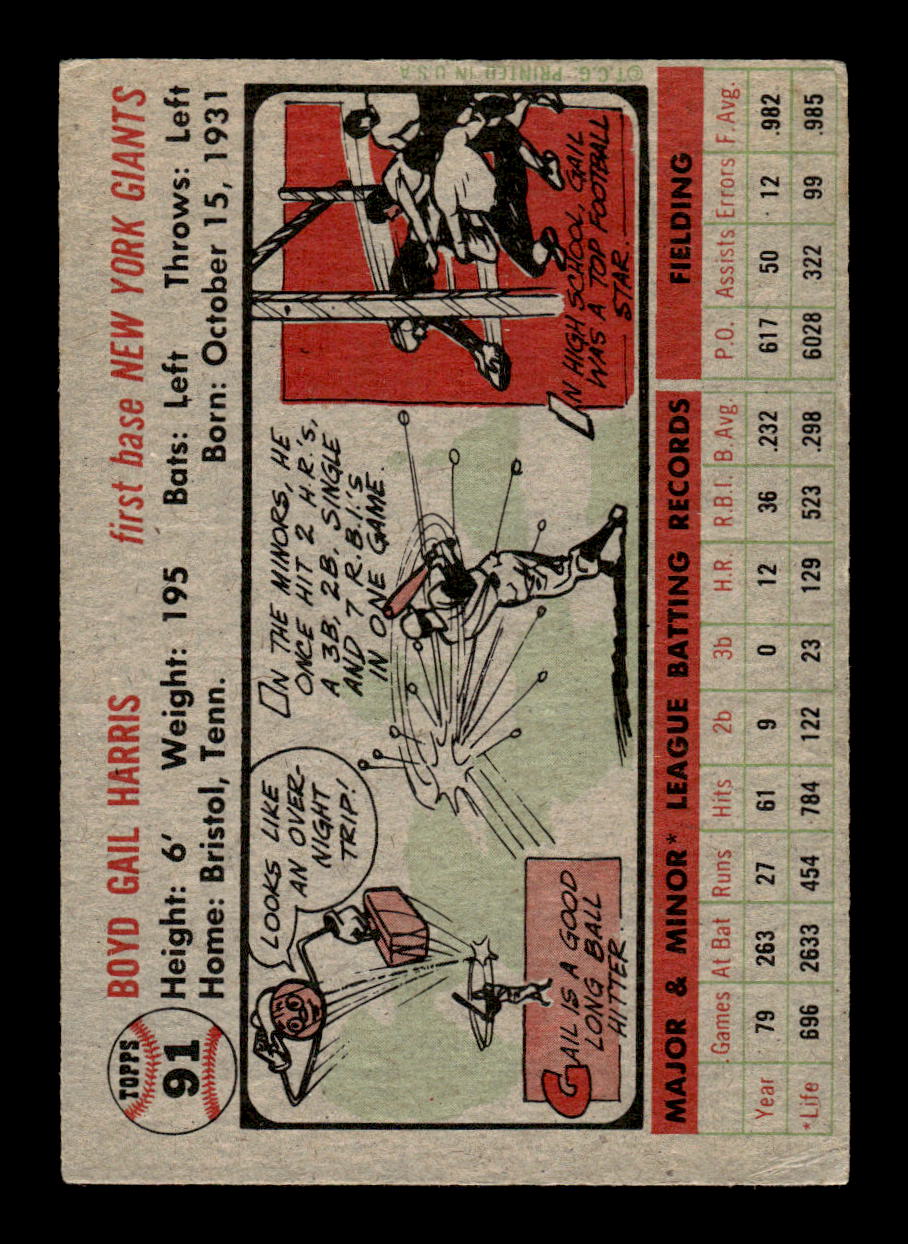 TOPPS
91
BOYD GAIL HARRIS first base NEW YORK GIANTS
Height: 6' Weight: 195 Bats: Left Throws: Left
Home: Bristol, Tenn. Born: October 15, 1931
LOOKS LIKE
AN OVER-
NIGHT
TRIP!
GAIL IS A GOOD
LONG BALL
HITTER.
IN THE MINORS, HE
ONCE HIT 2 H.R.'s,
A 3B, 2B, SINGLE
AND 7 R.B.I.'s
IN ONE GAME.
IN HIGH SCHOOL, GAIL
WAS A TOP FOOTBALL
STAR.
MAJOR & MINOR* LEAGUE BATTING RECORDS FIELDING
Games At Bat Runs Hits 2b 3b H.R. R.B.I. B.Avg. P.O. Assists Errors F.Avg.
Year 79 263 27 61 9 0 12 36 .232 617 50 12 .982
*Life 696 2633 454 784 122 23 129 523 .298 6028 322 99 .985
©T.C.G. PRINTED IN U.S.A.